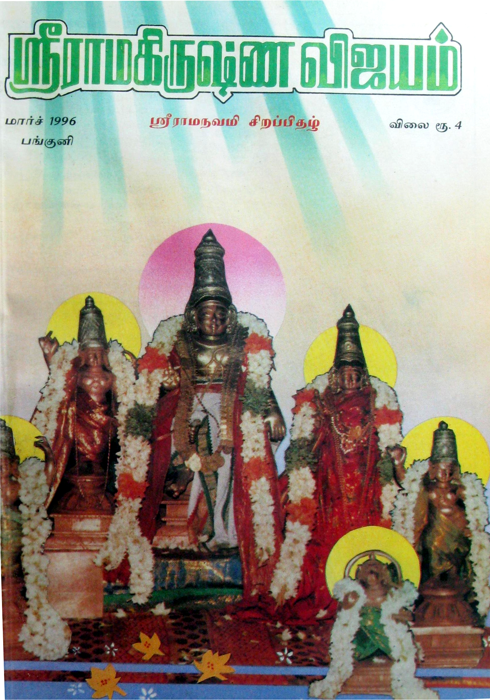 ஸ்ரீராமகிருஷ்ண விஜயம்
மார்ச் 1996
ஸ்ரீராமநவமி சிறப்பிதழ்
விலை ரூ. 4
பங்குனி